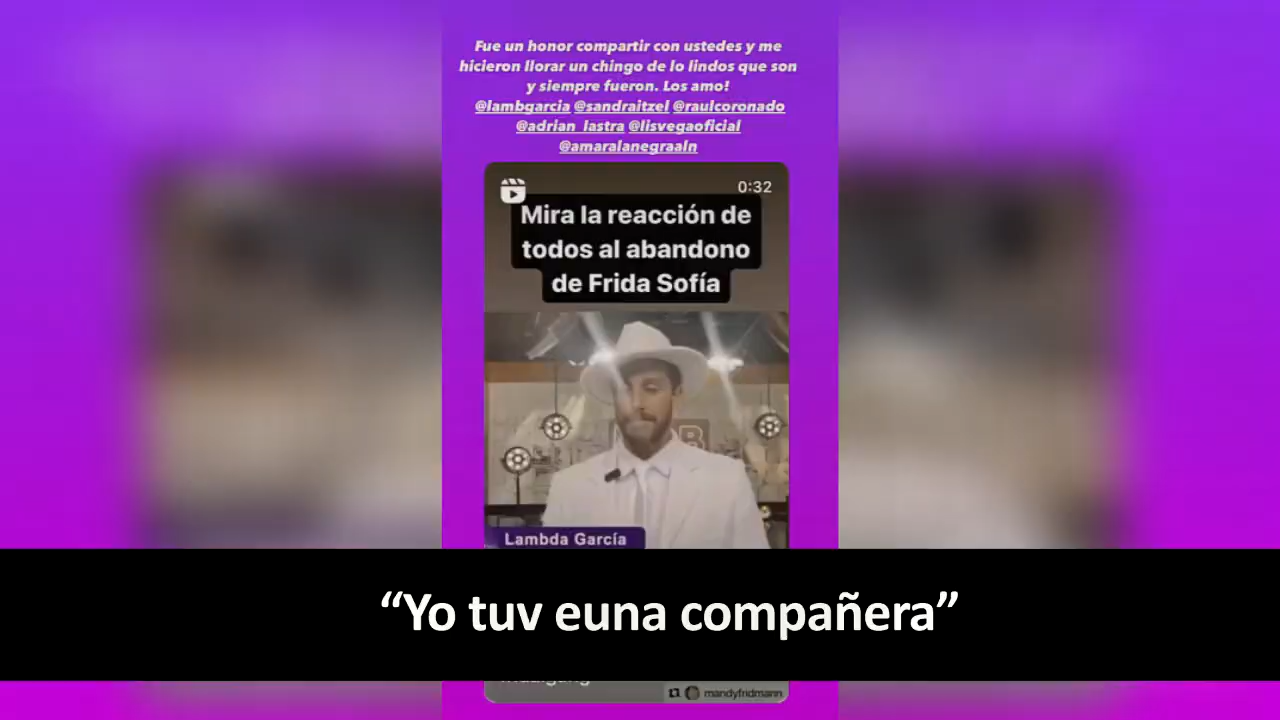 Fue un honor compartir con ustedes y me
hicieron llorar un chingo de lo lindos que son
y siempre fueron. Los amo!
@lambgarcia @sandraitzel @raulcoronado
@adrian_lastra @lisvegaoficial
@amaralanegraaln
0:32
Mira la reacción de
todos al abandono
de Frida Sofía
Lambda García
“Yo tuv euna compañera”
mandyfridmann